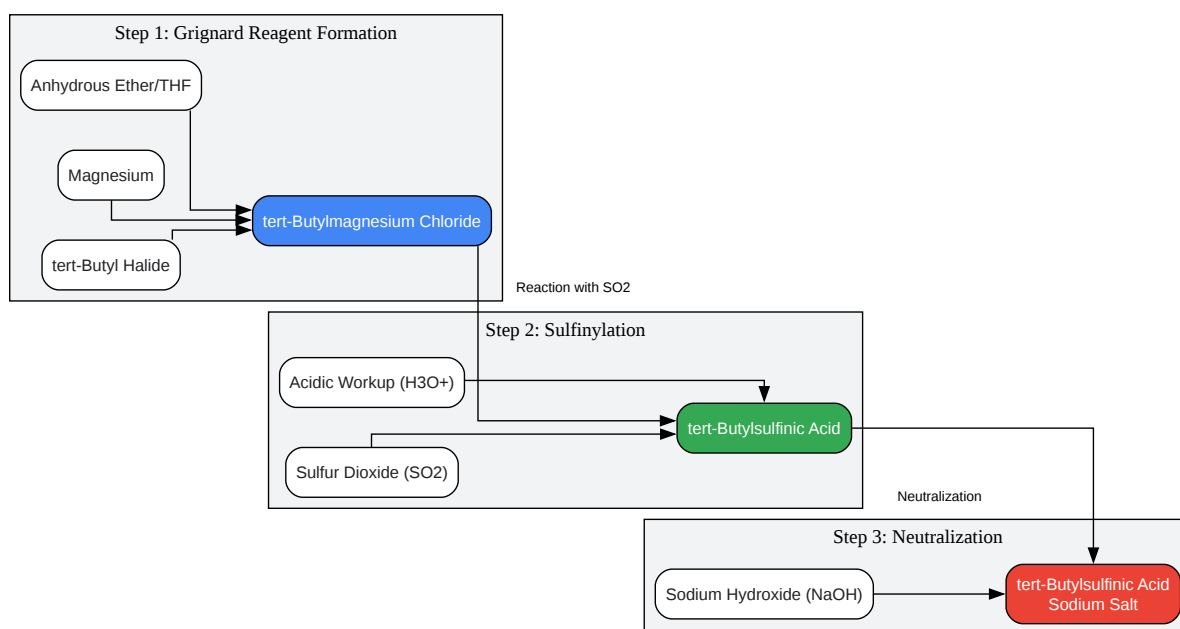 Step 1: Grignard Reagent Formation
Anhydrous Ether/THF
Magnesium
tert-Butylmagnesium Chloride
tert-Butyl Halide
Reaction with SO2
Step 2: Sulfinylation
Acidic Workup (H3O+)
tert-Butylsulfinic Acid
Sulfur Dioxide (SO2)
Neutralization
Step 3: Neutralization
Sodium Hydroxide (NaOH)
tert-Butylsulfinic Acid
Sodium Salt